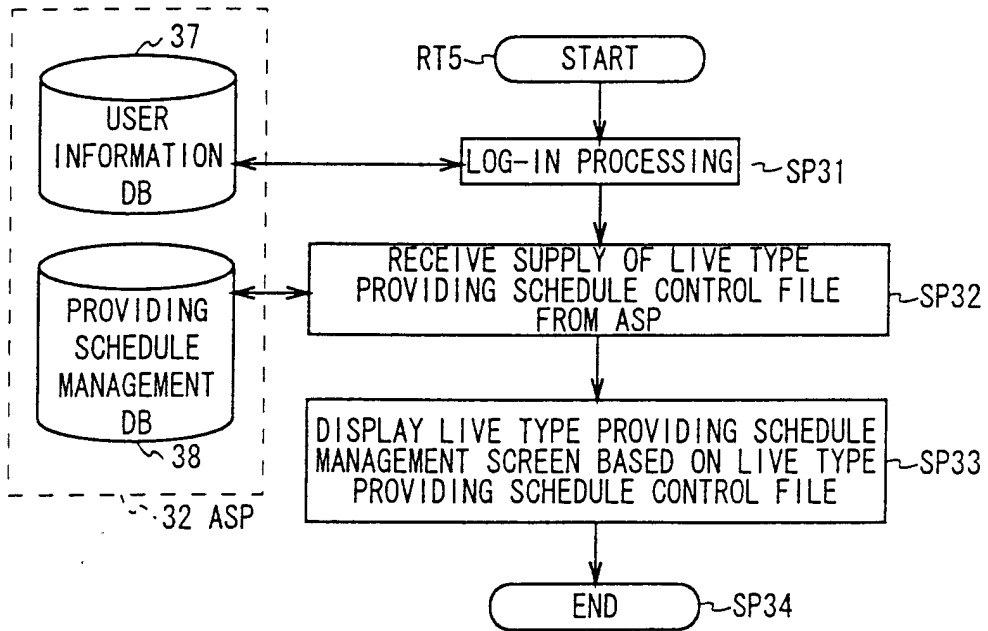 37
USER
INFORMATION
DB
PROVIDING
SCHEDULE
MANAGEMENT
DB
38
32 ASP
RT5
START
LOG-IN PROCESSING
SP31
RECEIVE SUPPLY OF LIVE TYPE
PROVIDING SCHEDULE CONTROL FILE
FROM ASP
SP32
DISPLAY LIVE TYPE PROVIDING SCHEDULE
MANAGEMENT SCREEN BASED ON LIVE TYPE
PROVIDING SCHEDULE CONTROL FILE
SP33
END
SP34